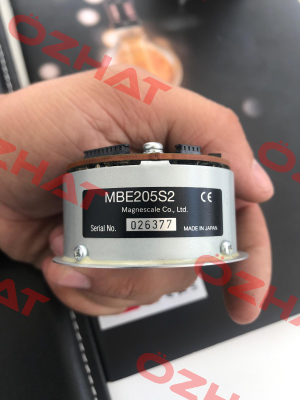 OZHAT
OZHAT
MBE205S2 CE
Magnescale Co., Ltd.
Serial No. 026377 MADE IN JAPAN
OZHAT
OZHAT